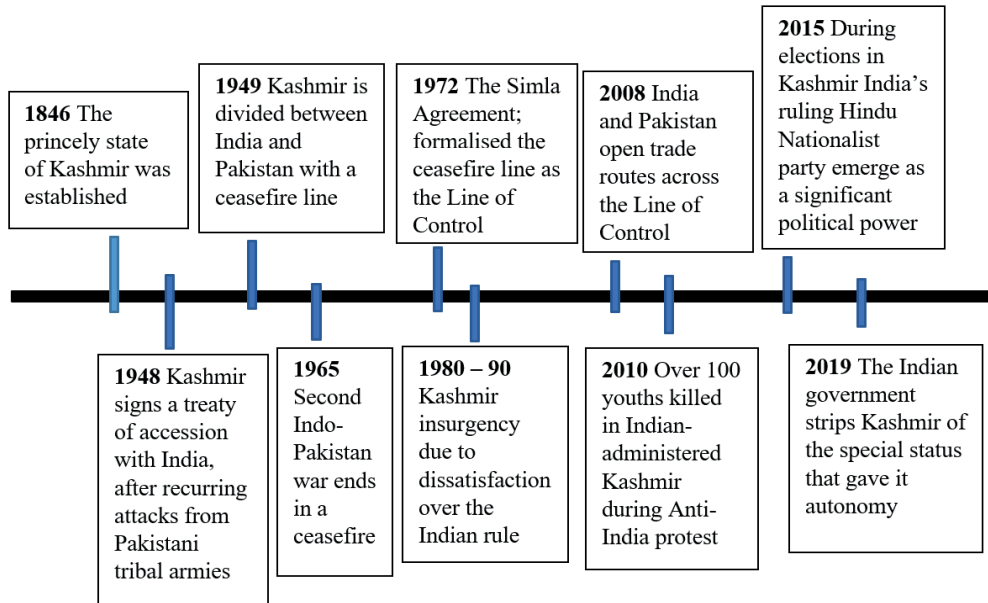 1846 The
princely state
of Kashmir was
established
1949 Kashmir is
divided between
India and
Pakistan with a
ceasefire line
1972 The Simla
Agreement;
formalised the
ceasefire line as
the Line of
Control
2008 India
and Pakistan
open trade
routes across
the Line of
Control
2015 During
elections in
Kashmir India’s
ruling Hindu
Nationalist
party emerge as
a significant
political power
1948 Kashmir
signs a treaty
of accession
with India,
after recurring
attacks from
Pakistani
tribal armies
1965
Second
Indo-
Pakistan
war ends
in a
ceasefire
1980 – 90
Kashmir
insurgency
due to
dissatisfaction
over the
Indian rule
2010 Over 100
youths killed
in Indian-
administered
Kashmir
during Anti-
India protest
2019 The Indian
government
strips Kashmir of
the special status
that gave it
autonomy